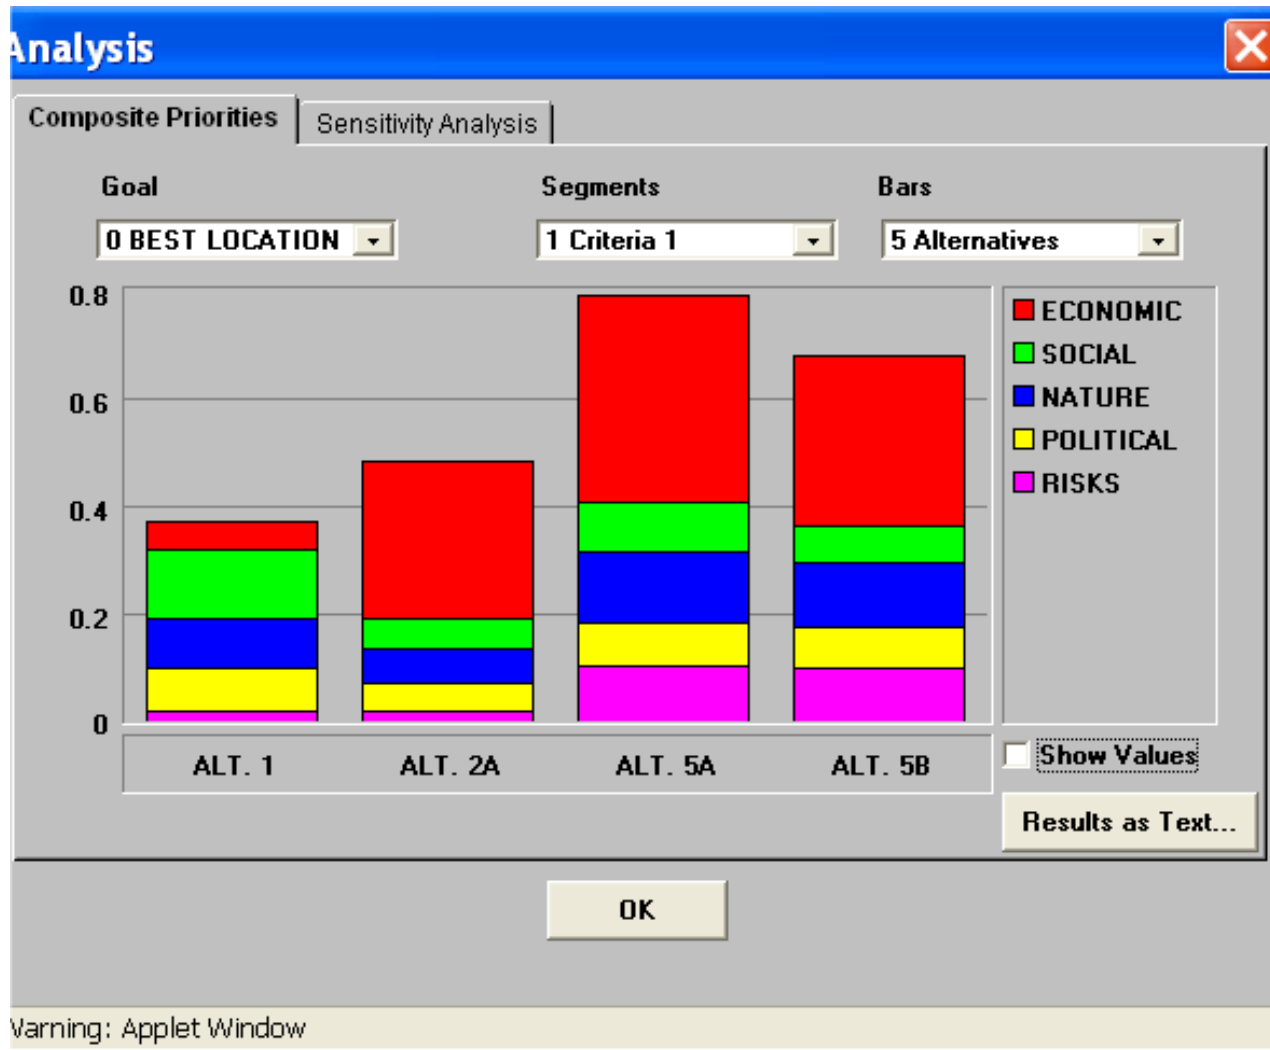 Analysis
Composite Priorities Sensitivity Analysis
Goal Segments Bars
0 BEST LOCATION 1 Criteria 1 5 Alternatives
0.8
0.6
0.4
0.2
0
ECONOMIC
SOCIAL
NATURE
POLITICAL
RISKS
ALT. 1 ALT. 2A ALT. 5A ALT. 5B
Show Values
Results as Text...
OK
Warning: Applet Window